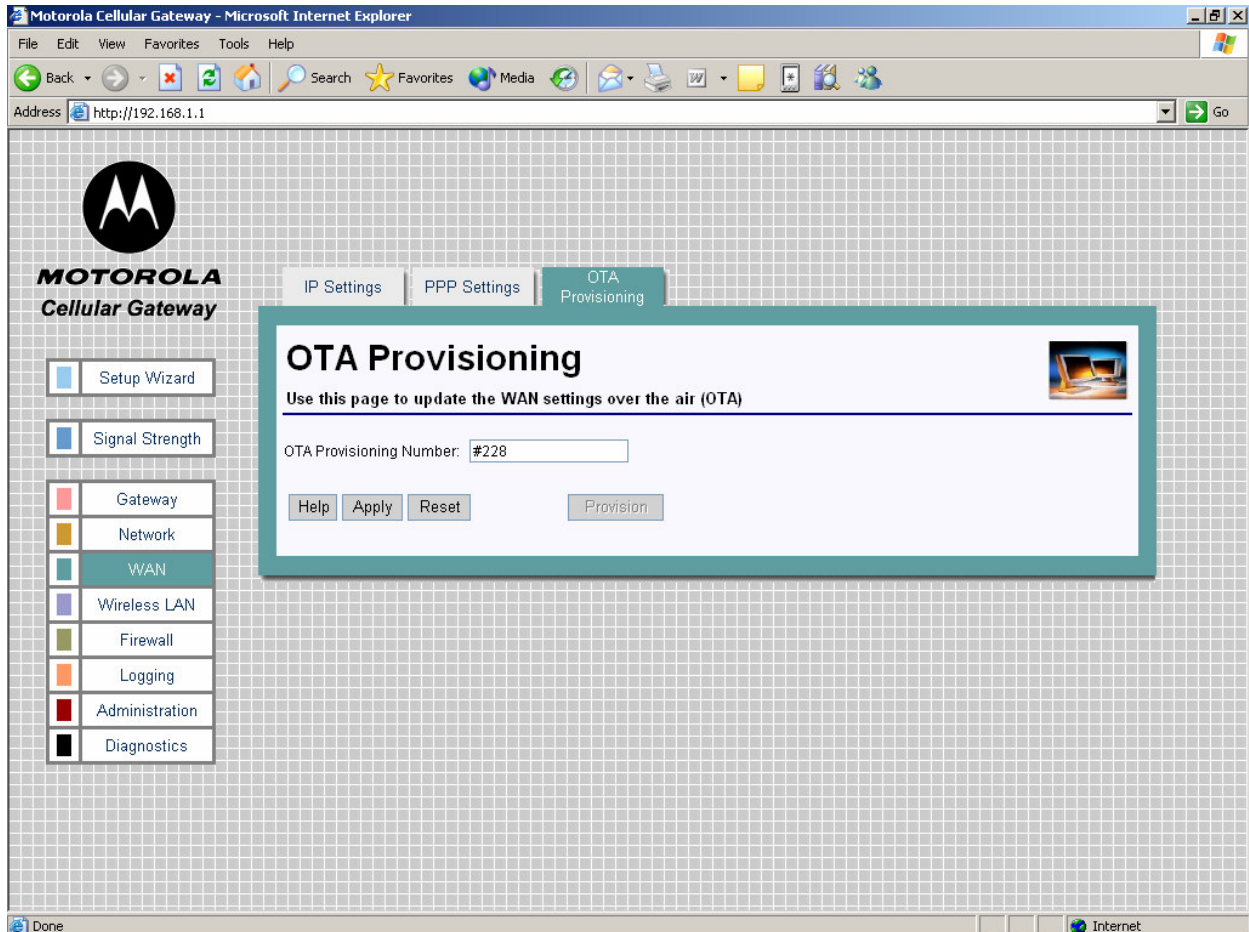 Motorola Cellular Gateway - Microsoft Internet Explorer
File Edit View Favorites Tools Help
Back Search Favorites Media
Address http://192.168.1.1 Go
MOTOROLA
Cellular Gateway
IP Settings PPP Settings OTA
Provisioning
OTA Provisioning
Use this page to update the WAN settings over the air (OTA)
OTA Provisioning Number: #228
Help Apply Reset Provision
Setup Wizard
Signal Strength
Gateway
Network
WAN
Wireless LAN
Firewall
Logging
Administration
Diagnostics
Done Internet